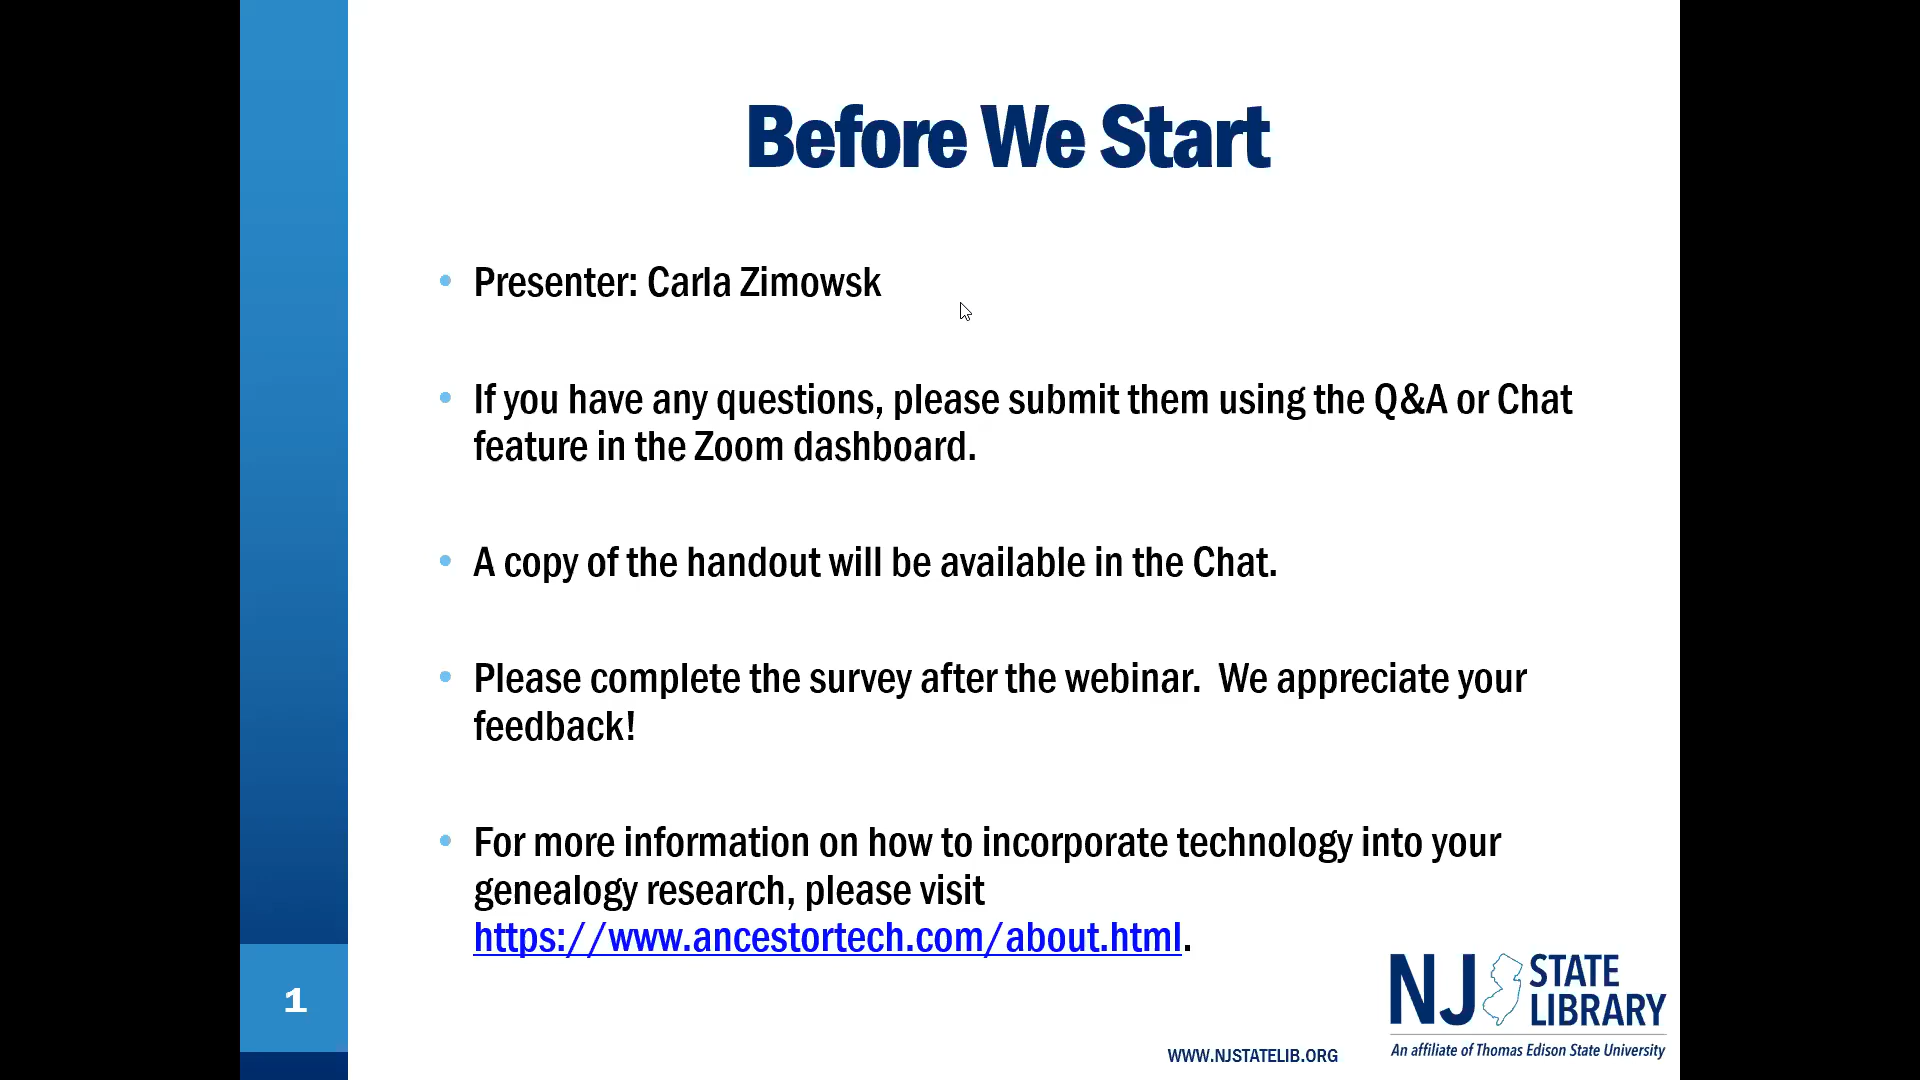 Before We Start
• Presenter: Carla Zimowsk
• If you have any questions, please submit them using the Q&A or Chat
feature in the Zoom dashboard.
• A copy of the handout will be available in the Chat.
• Please complete the survey after the webinar.  We appreciate your
feedback!
• For more information on how to incorporate technology into your
genealogy research, please visit
https://www.ancestortech.com/about.html.
1
WWW.NJSTATELIB.ORG
NJ STATE
LIBRARY
An affiliate of Thomas Edison State University